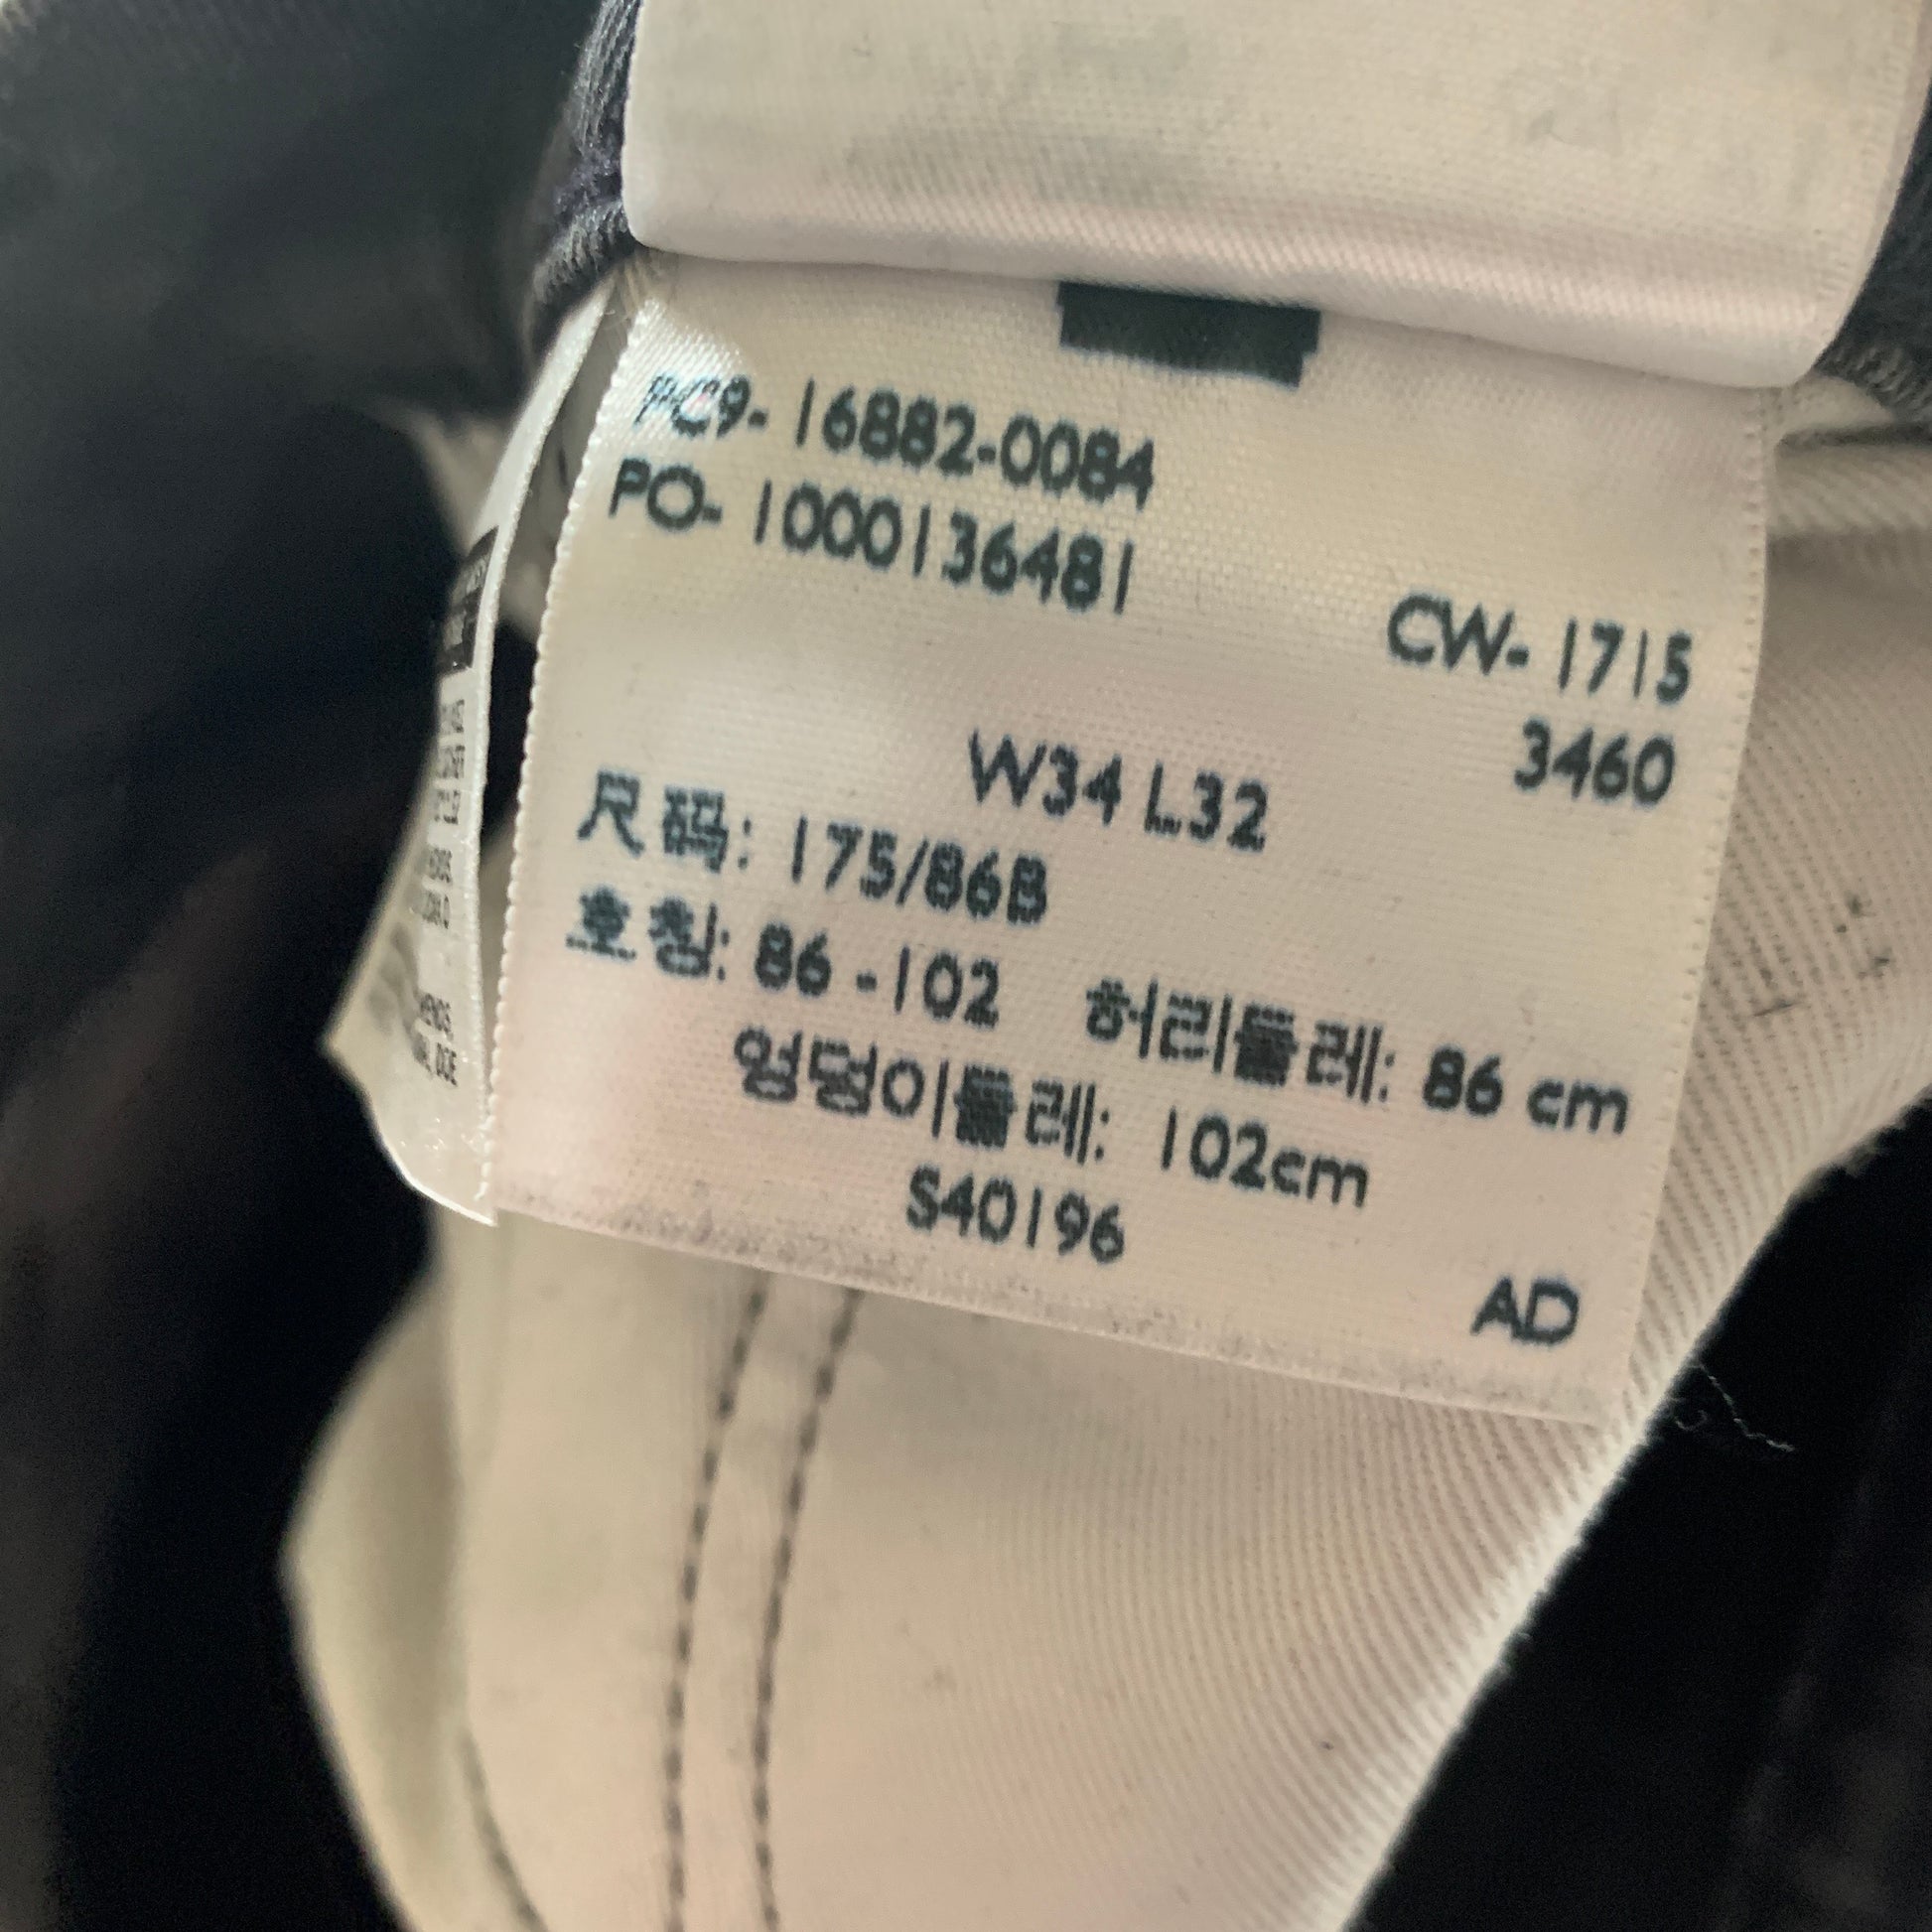 PC9-16882-0084
PO-1000136481
CW-1715
3460
W34 L32
尺码: 175/86B
호칭: 86 -102 허리둘레: 86 cm
엉덩이둘레: 102cm
S40196
AD